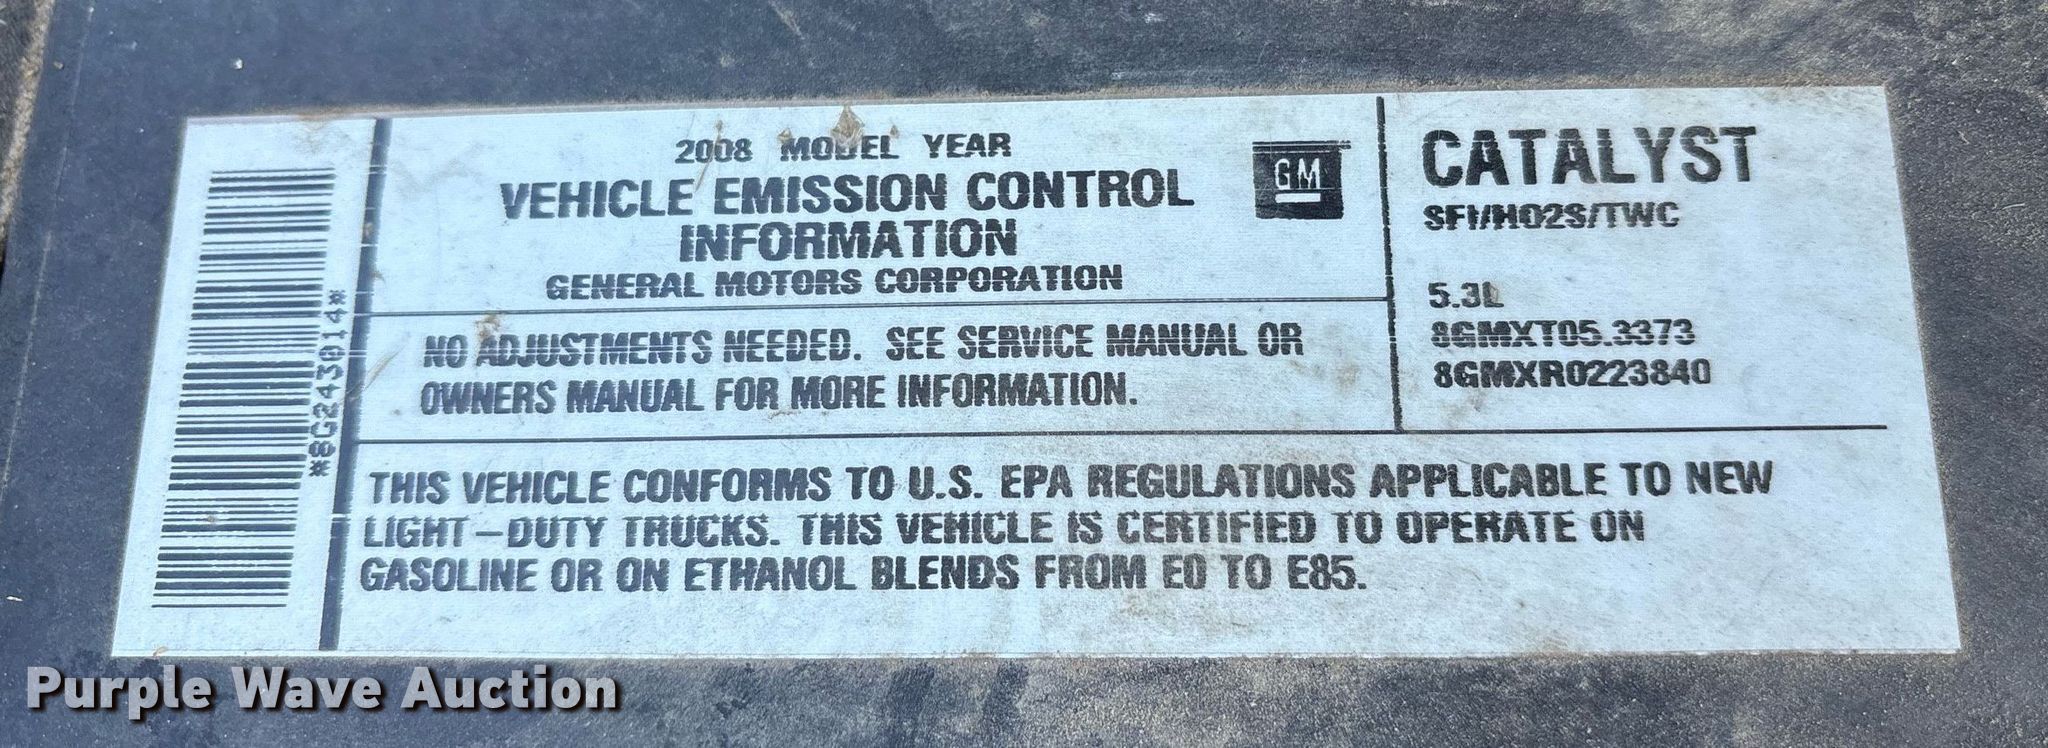 2008 MODEL YEAR
VEHICLE EMISSION CONTROL
INFORMATION
GENERAL MOTORS CORPORATION
GM
NO ADJUSTMENTS NEEDED. SEE SERVICE MANUAL OR
OWNERS MANUAL FOR MORE INFORMATION.
CATALYST
SFI/HO2S/TWC
5.3L
8GMXT05.3373
8GMXR0223840
THIS VEHICLE CONFORMS TO U.S. EPA REGULATIONS APPLICABLE TO NEW
LIGHT-DUTY TRUCKS. THIS VEHICLE IS CERTIFIED TO OPERATE ON
GASOLINE OR ON ETHANOL BLENDS FROM E0 TO E85.
*8G2443014*
Purple Wave Auction